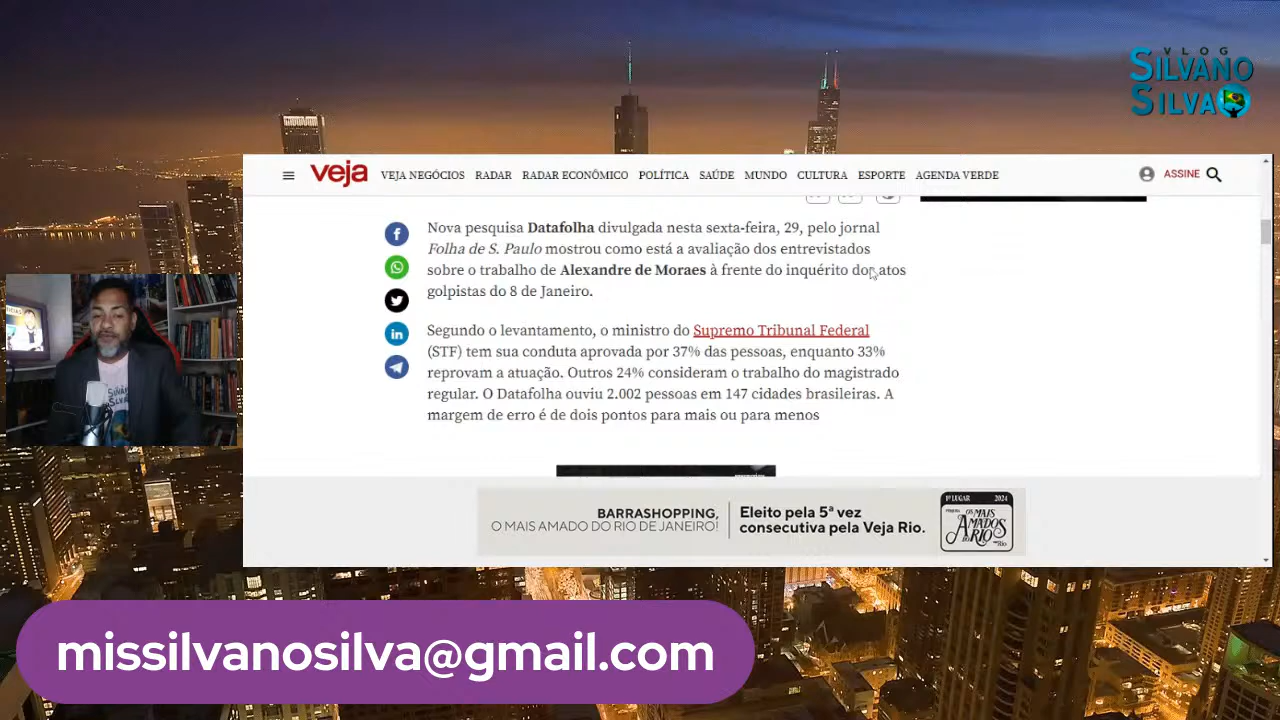 VLOG
SILVANO
SILVA
veja
VEJA NEGÓCIOS RADAR RADAR ECONÔMICO POLÍTICA SAÚDE MUNDO CULTURA ESPORTE AGENDA VERDE
ASSINE
Nova pesquisa Datafolha divulgada nesta sexta-feira, 29, pelo jornal
Folha de S. Paulo mostrou como está a avaliação dos entrevistados
sobre o trabalho de Alexandre de Moraes à frente do inquérito dos atos
golpistas do 8 de Janeiro.
Segundo o levantamento, o ministro do Supremo Tribunal Federal
(STF) tem sua conduta aprovada por 37% das pessoas, enquanto 33%
reprovam a atuação. Outros 24% consideram o trabalho do magistrado
regular. O Datafolha ouviu 2.002 pessoas em 147 cidades brasileiras. A
margem de erro é de dois pontos para mais ou para menos
BARRASHOPPING,
O MAIS AMADO DO RIO DE JANEIRO!
Eleito pela 5ª vez
consecutiva pela Veja Rio.
1º LUGAR 2024
OS MAIS
AMADOS
DO RIO
missilvanosilva@gmail.com